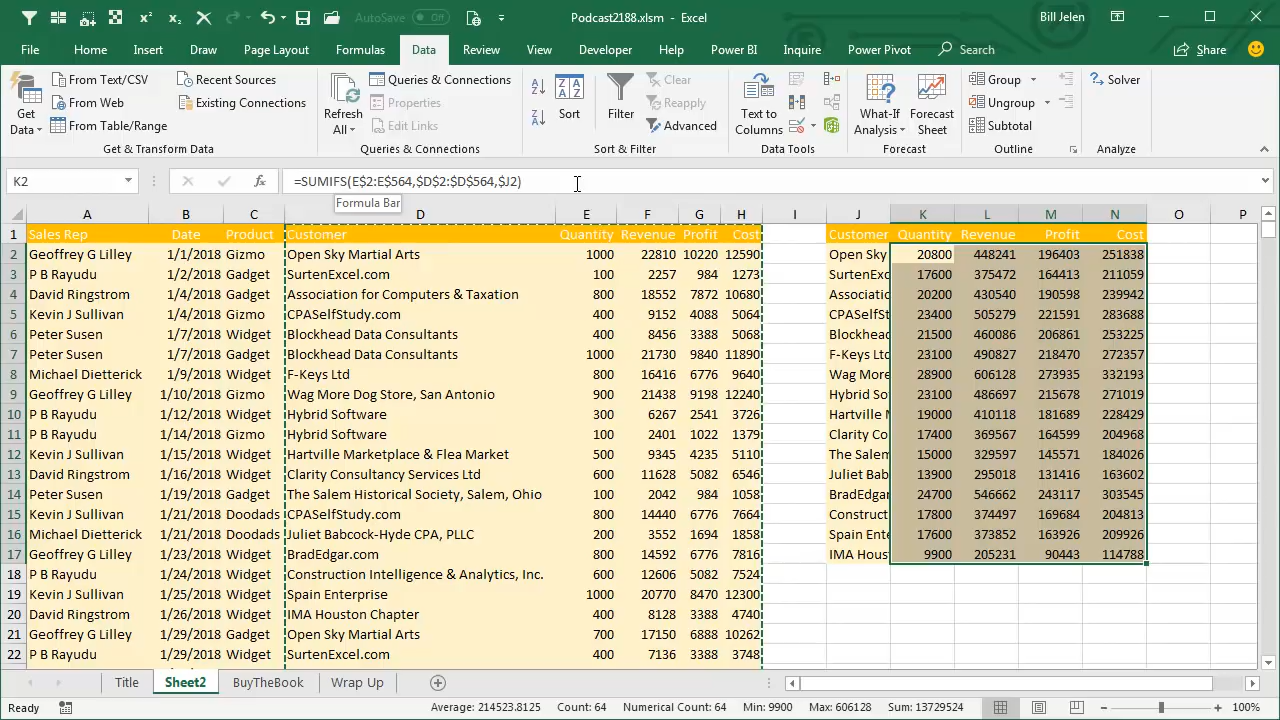 AutoSave Off
Podcast2188.xlsm - Excel
Bill Jelen
File Home Insert Draw Page Layout Formulas Data Review View Developer Help Power BI Inquire Power Pivot Search Share
Get Data
From Text/CSV
From Web
From Table/Range
Recent Sources
Existing Connections
Get & Transform Data
Refresh All
Queries & Connections
Properties
Edit Links
Queries & Connections
Sort
Filter
Clear
Reapply
Advanced
Sort & Filter
Text to Columns
Data Tools
What-If Analysis
Forecast Sheet
Forecast
Group
Ungroup
Subtotal
Outline
Solver
Analyze
K2
fx
=SUMIFS(E$2:E$564,$D$2:$D$564,$J2)
Formula Bar
A B C D E F G H I J K L M N O P
1 Sales Rep Date Product Customer Quantity Revenue Profit Cost Customer Quantity Revenue Profit Cost
2 Geoffrey G Lilley 1/1/2018 Gizmo Open Sky Martial Arts 1000 22810 10220 12590 Open Sky 20800 448241 196403 251838
3 P B Rayudu 1/2/2018 Gadget SurtenExcel.com 100 2257 984 1273 SurtenExc 17600 375472 164413 211059
4 David Ringstrom 1/4/2018 Gadget Association for Computers & Taxation 800 18552 7872 10680 Associatio 20200 430540 190598 239942
5 Kevin J Sullivan 1/4/2018 Gadget CPASelfStudy.com 400 9152 4088 5064 CPASelfSt 23400 505279 221591 283688
6 Peter Susen 1/7/2018 Widget Blockhead Data Consultants 400 8456 3388 5068 Blockhead 21500 460086 206861 253225
7 Peter Susen 1/7/2018 Gadget Blockhead Data Consultants 1000 21730 9840 11890 F-Keys Ltd 23100 490827 218470 272357
8 Michael Dietterick 1/9/2018 Widget F-Keys Ltd 800 16416 6776 9640 Wag More 28900 606128 273935 332193
9 Geoffrey G Lilley 1/10/2018 Widget Wag More Dog Store, San Antonio 900 21438 9198 12240 Hybrid So 23100 486697 215678 271019
10 P B Rayudu 1/12/2018 Widget Hybrid Software 300 6267 2541 3726 Hartville M 19000 410118 181689 228429
11 P B Rayudu 1/14/2018 Gizmo Hybrid Software 100 2401 1022 1379 Clarity Co 17400 369567 164599 204968
12 Kevin J Sullivan 1/15/2018 Widget Hartville Marketplace & Flea Market 500 9345 4235 5110 The Salem 15000 329597 145571 184026
13 David Ringstrom 1/16/2018 Widget Clarity Consultancy Services Ltd 600 11628 5082 6546 Juliet Bab 13900 295018 131416 163602
14 Peter Susen 1/19/2018 Gadget The Salem Historical Society, Salem, Ohio 100 2042 984 1058 BradEdgar 24700 546662 243117 303545
15 Kevin J Sullivan 1/21/2018 Doodads CPASelfStudy.com 800 14440 6776 7664 Construct 17800 374497 169684 204813
16 Michael Dietterick 1/21/2018 Doodads Juliet Babcock-Hyde CPA, PLLC 200 3552 1694 1858 Spain Ente 17600 373852 163926 209926
17 Geoffrey G Lilley 1/23/2018 Widget BradEdgar.com 800 14592 6776 7816 IMA Hous 9900 205231 90443 114788
18 P B Rayudu 1/24/2018 Widget Construction Intelligence & Analytics, Inc. 600 12606 5082 7524
19 Kevin J Sullivan 1/25/2018 Widget Spain Enterprise 1000 20770 8470 12300
20 David Ringstrom 1/26/2018 Widget IMA Houston Chapter 400 8128 3388 4740
21 Geoffrey G Lilley 1/29/2018 Widget Open Sky Martial Arts 700 17150 6888 10262
22 P B Rayudu 1/29/2018 Widget SurtenExcel.com 400 7136 3388 3748
Title Sheet2 BuyTheBook Wrap Up
Ready Average: 214523.8125 Count: 64 Numerical Count: 64 Min: 9900 Max: 606128 Sum: 13729524 100%